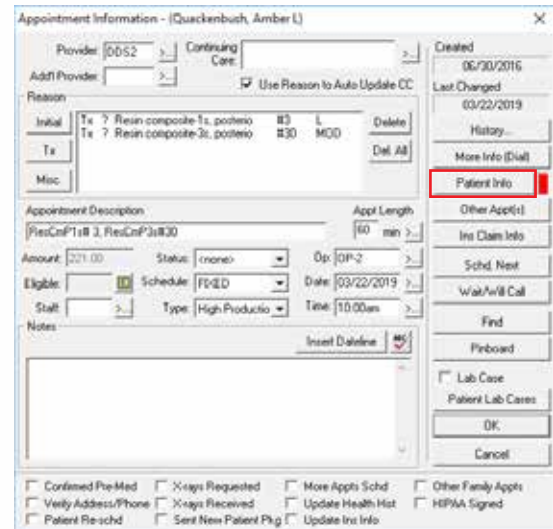 Appointment Information - (Quackenbush, Amber L)
Provider: DDS2 >.. Continuing Care: >..
Add'l Provider: >.. Use Reason to Auto Update CC
Reason
Initial Tx ? Resin composite-1s, posterio #3 L Delete
Tx ? Resin composite-3s, posterio #30 MOD
Tx Del. All
Misc.
Appointment Description Appt Length
ResCmP1s# 3, ResCmP3s#30 60 min >..
Amount: 221.00 Status: <none> Op: OP-2 >..
Eligible: Schedule: FIXED Date: 03/22/2019 >..
Staff: >.. Type: High Productio Time: 10:00am >..
Notes
Insert Dateline
Confirmed Pre-Med X-rays Requested More Appts Schd Other Family Appts
Verify Address/Phone X-rays Received Update Health Hist HIPAA Signed
Patient Re-schd Sent New Patient Pkg Update Ins Info
Created
06/30/2016
Last Changed
03/22/2019
History...
More Info (Dial)
Patient Info
Other Appt(s)
Ins Claim Info
Schd. Next
Wait/Will Call
Find
Pinboard
Lab Case
Patient Lab Cases
OK
Cancel